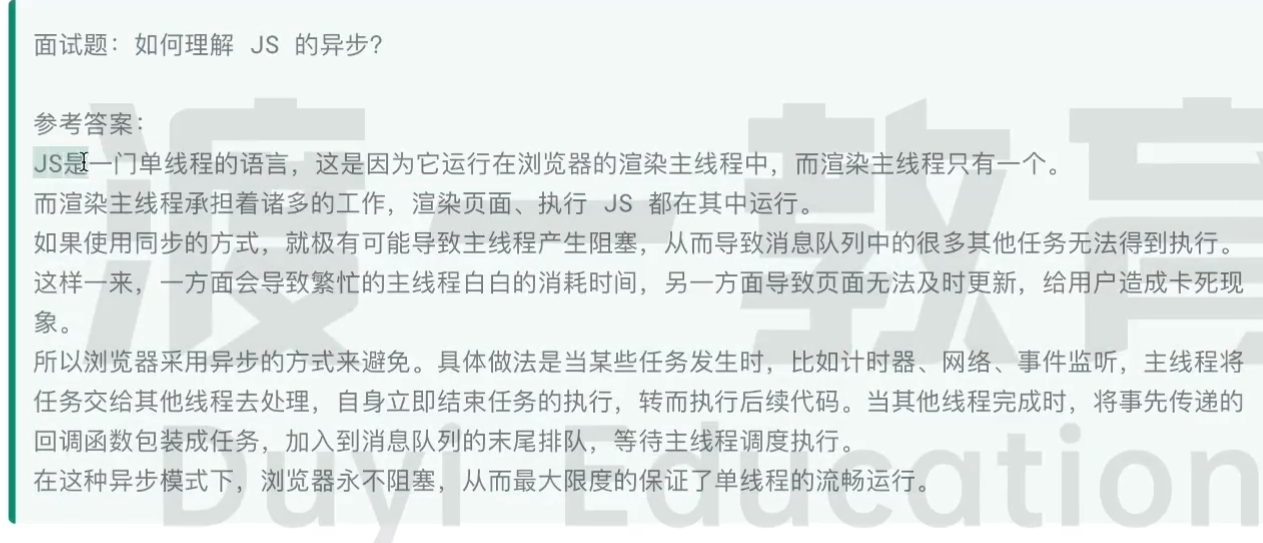 面试题：如何理解 JS 的异步？
参考答案：
JS是一门单线程的语言，这是因为它运行在浏览器的渲染主线程中，而渲染主线程只有一个。
而渲染主线程承担着诸多的工作，渲染页面、执行 JS 都在其中运行。
如果使用同步的方式，就极有可能导致主线程产生阻塞，从而导致消息队列中的很多其他任务无法得到执行。
这样一来，一方面会导致繁忙的主线程白白的消耗时间，另一方面导致页面无法及时更新，给用户造成卡死现
象。
所以浏览器采用异步的方式来避免。具体做法是当某些任务发生时，比如计时器、网络、事件监听，主线程将
任务交给其他线程去处理，自身立即结束任务的执行，转而执行后续代码。当其他线程完成时，将事先传递的
回调函数包装成任务，加入到消息队列的末尾排队，等待主线程调度执行。
在这种异步模式下，浏览器永不阻塞，从而最大限度的保证了单线程的流畅运行。
渡一教育
Duyi Education